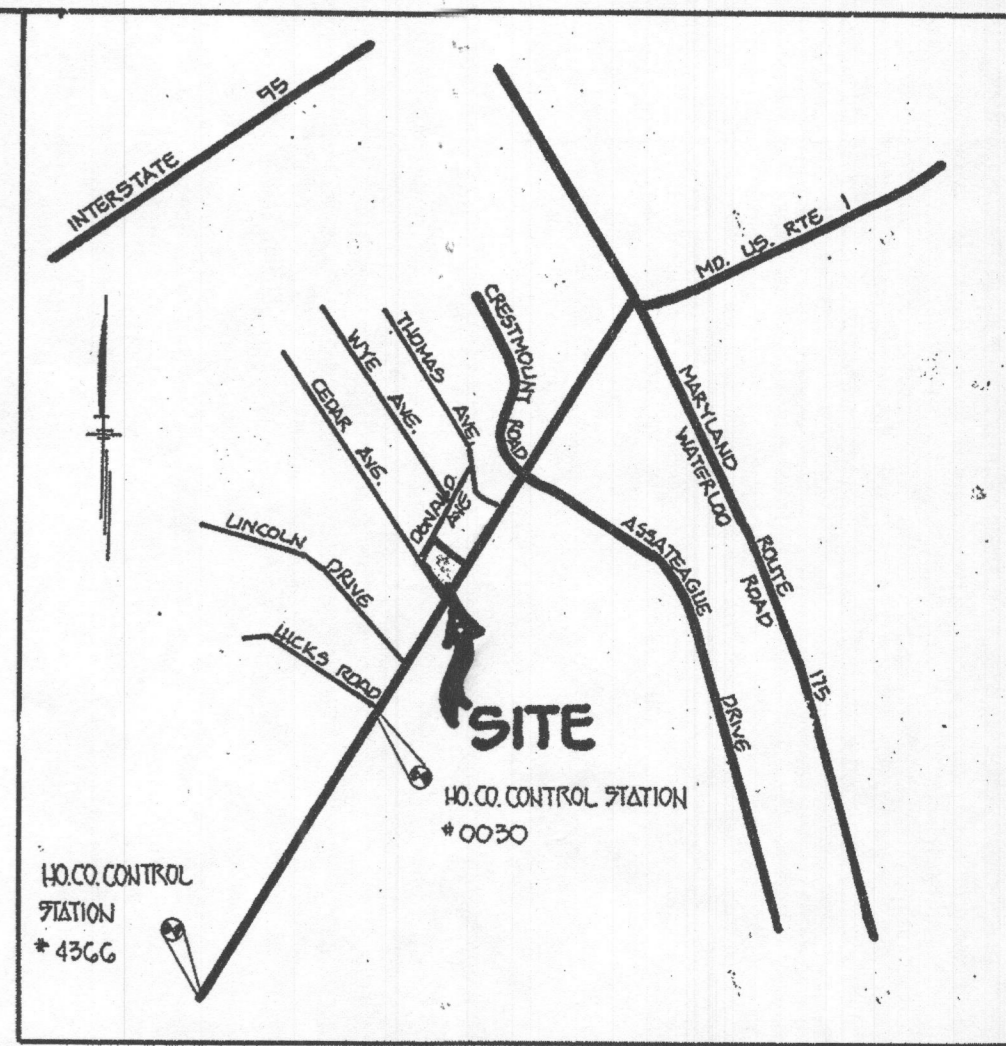 INTERSTATE 95
MD. US. RTE 1
CRESTMOUNT ROAD
THOMAS AVE.
WYE AVE.
CEDAR AVE.
DONALD AVE
MARYLAND ROUTE 175
WATERLOO ROAD
ASSATEAGUE DRIVE
LINCOLN DRIVE
LUCKS ROAD
SITE
HO.CO. CONTROL STATION
#0030
HO.CO. CONTROL
STATION
# 4366